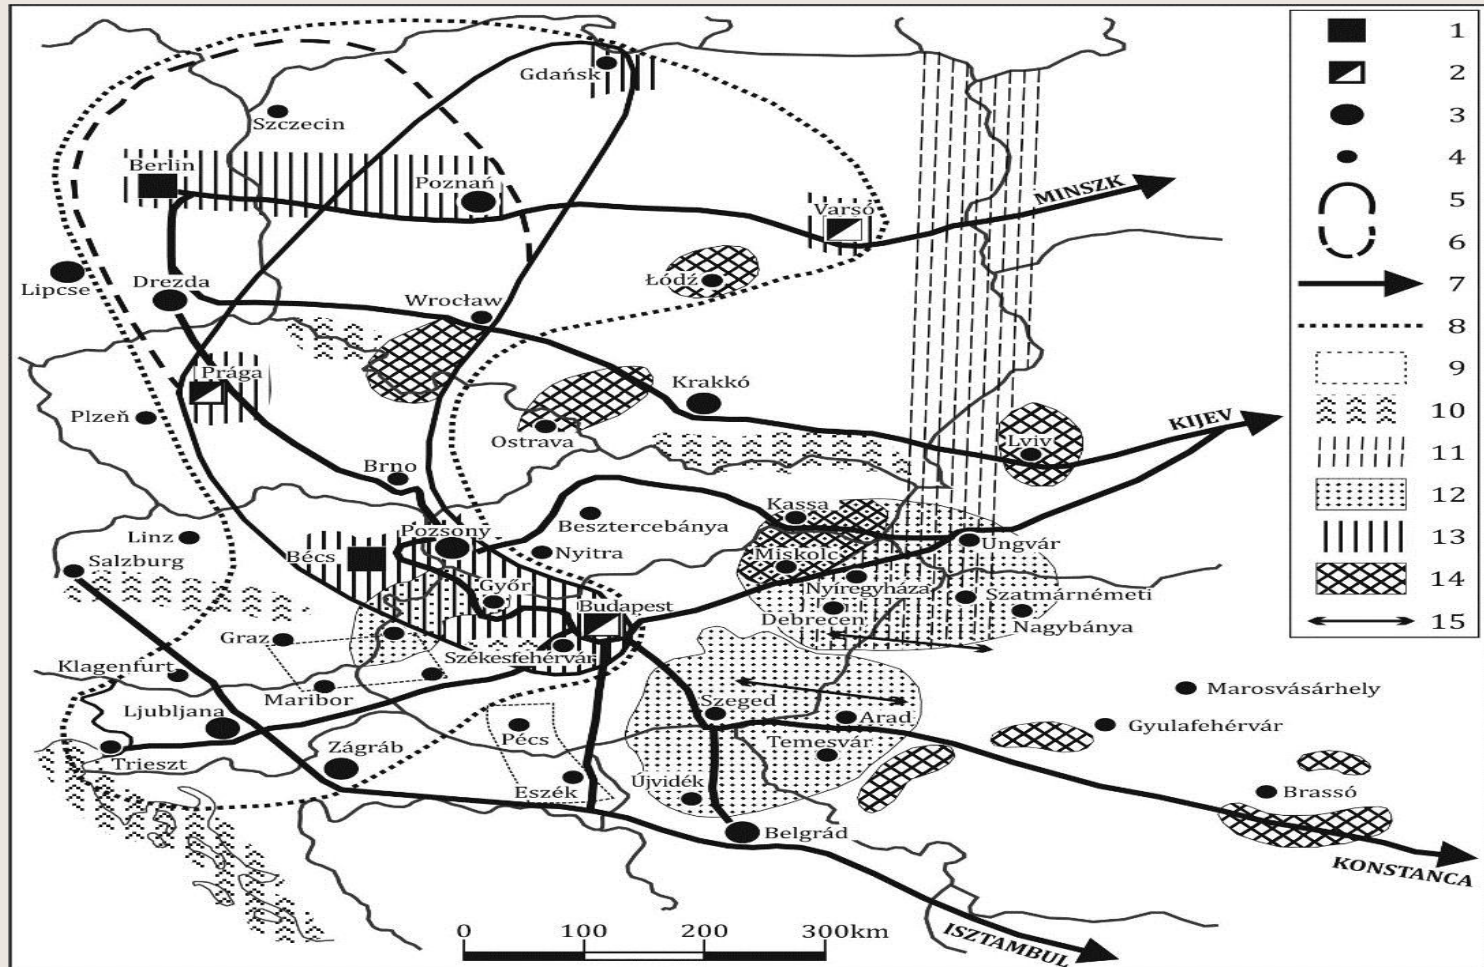 Gdańsk
Szczecin
Berlin
Poznań
MINSZK
Varsó
Lipcse
Drezda
Łódź
Wrocław
Prága
Krakkó
Plzeň
KIJEV
Ostrava
Lviv
Brno
Kassa
Besztercebánya
Pozsony
Linz
Bécs
Nyitra
Ungvár
Salzburg
Miskolc
Győr
Nyíregyháza
Szatmárnémeti
Budapest
Debrecen
Nagybánya
Graz
Székesfehérvár
Klagenfurt
Maribor
Marosvásárhely
Szeged
Ljubljana
Arad
Gyulafehérvár
Pécs
Zágráb
Temesvár
Trieszt
Újvidék
Eszék
Brassó
Belgrád
KONSTANCA
ISZTAMBUL
0 100 200 300km
1
2
3
4
5
6
7
8
9
10
11
12
13
14
15